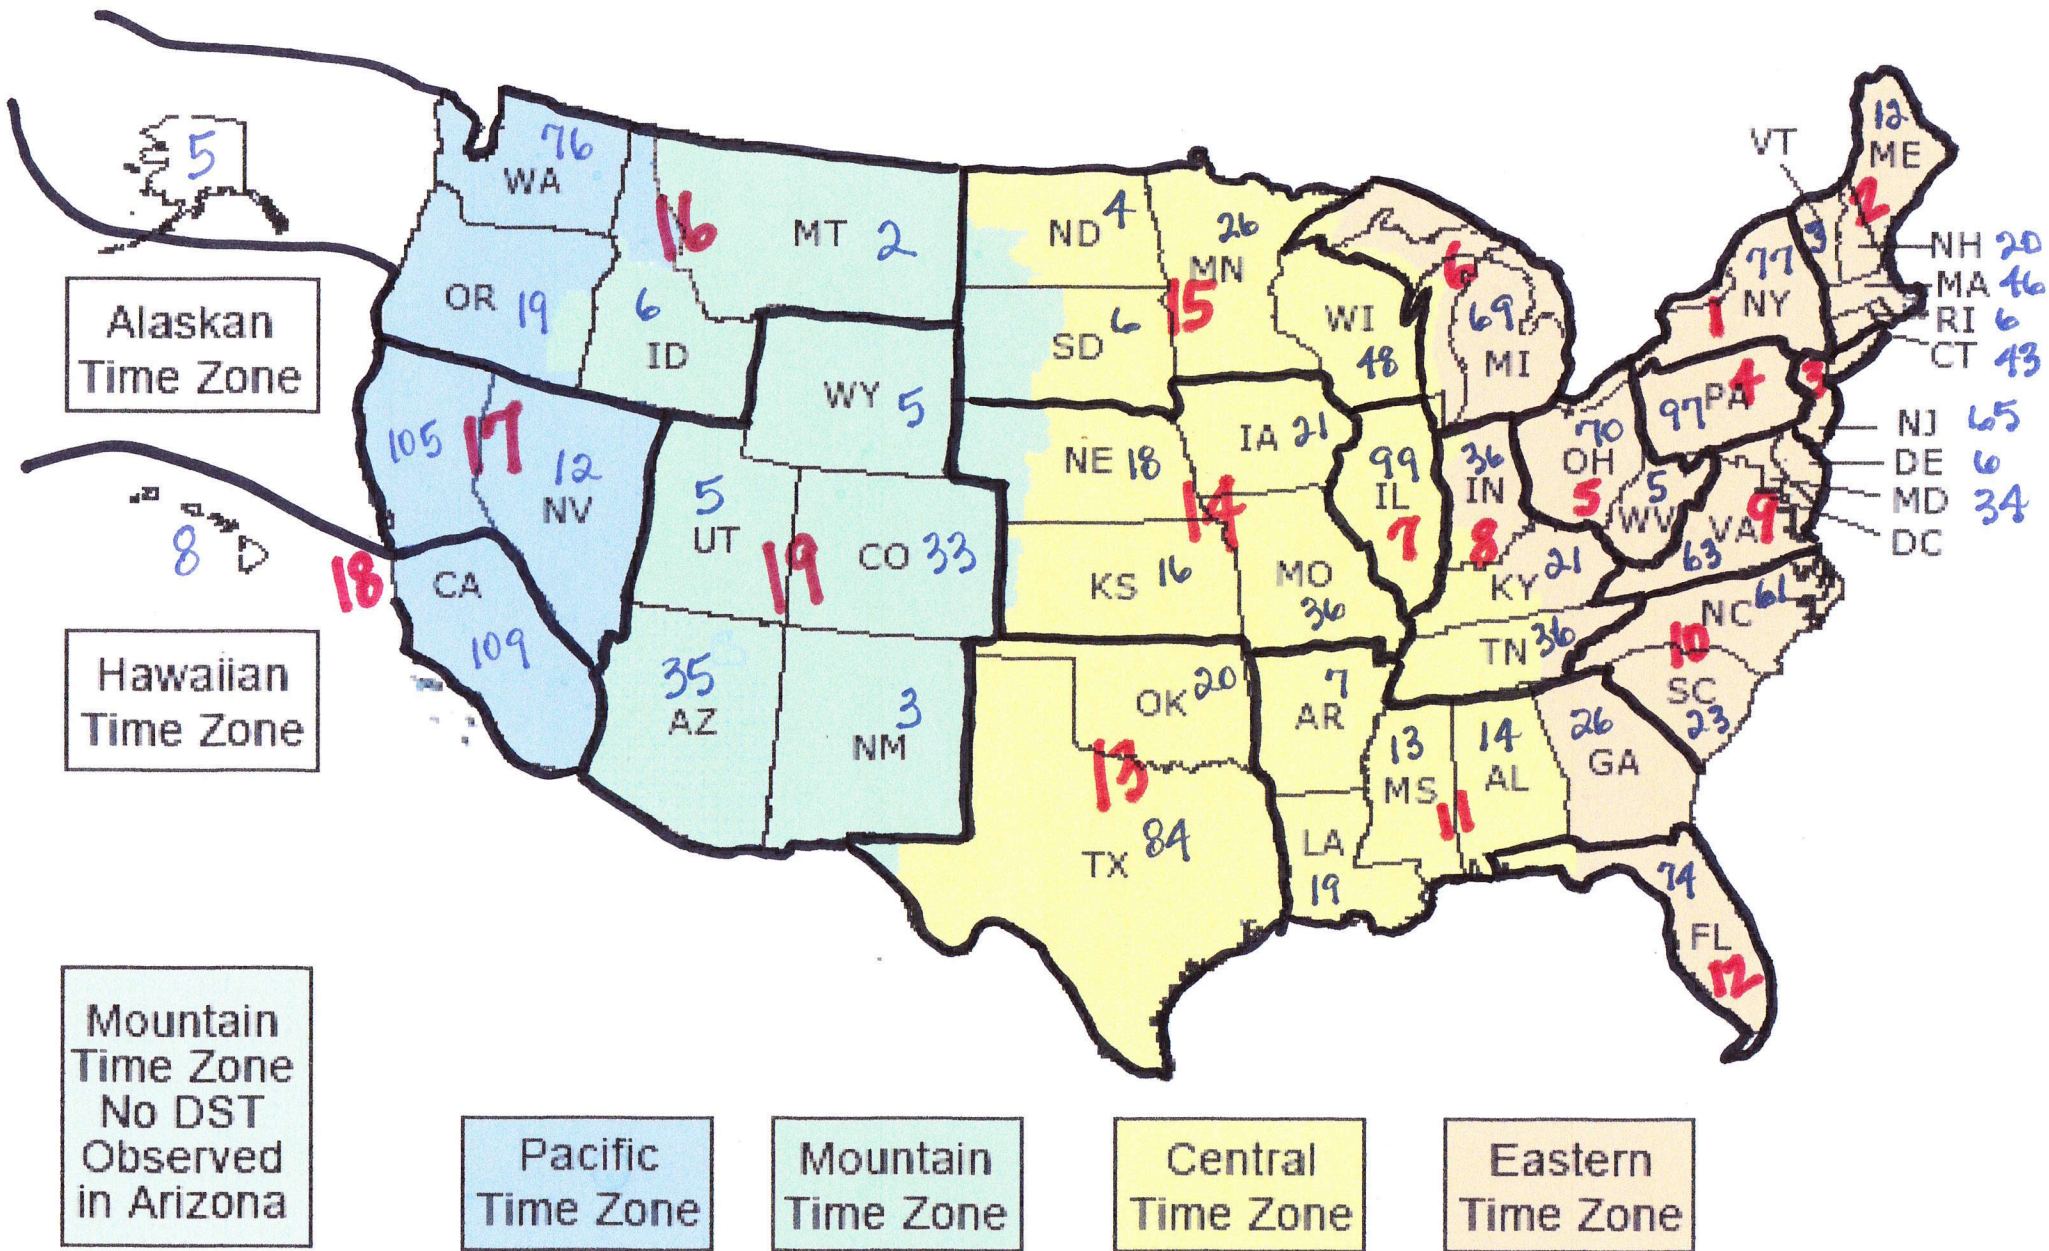 5
Alaskan
Time Zone
8
Hawaiian
Time Zone
Mountain
Time Zone
No DST
Observed
in Arizona
Pacific
Time Zone
Mountain
Time Zone
Central
Time Zone
Eastern
Time Zone
76
WA
OR 19
16
MT 2
6
ID
WY 5
105
17
12
NV
18
CA
109
5
UT
19
CO 33
35
AZ
3
NM
ND 4
SD 6
26
MN
15
WI
48
NE 18
IA 21
14
KS 16
MO
36
OK 20
13
TX 84
7
AR
LA
19
13
MS
11
14
AL
6
69
MI
99
IL
7
36
IN
8
70
OH
5
5
WV
KY 21
TN 36
26
GA
74
FL
12
NC 61
10
SC
23
VA 9
63
97 PA 4
3
77
NY
1
VT
3
12
ME
2
NH 20
MA 46
RI 6
CT 43
NJ 65
DE 6
MD 34
DC